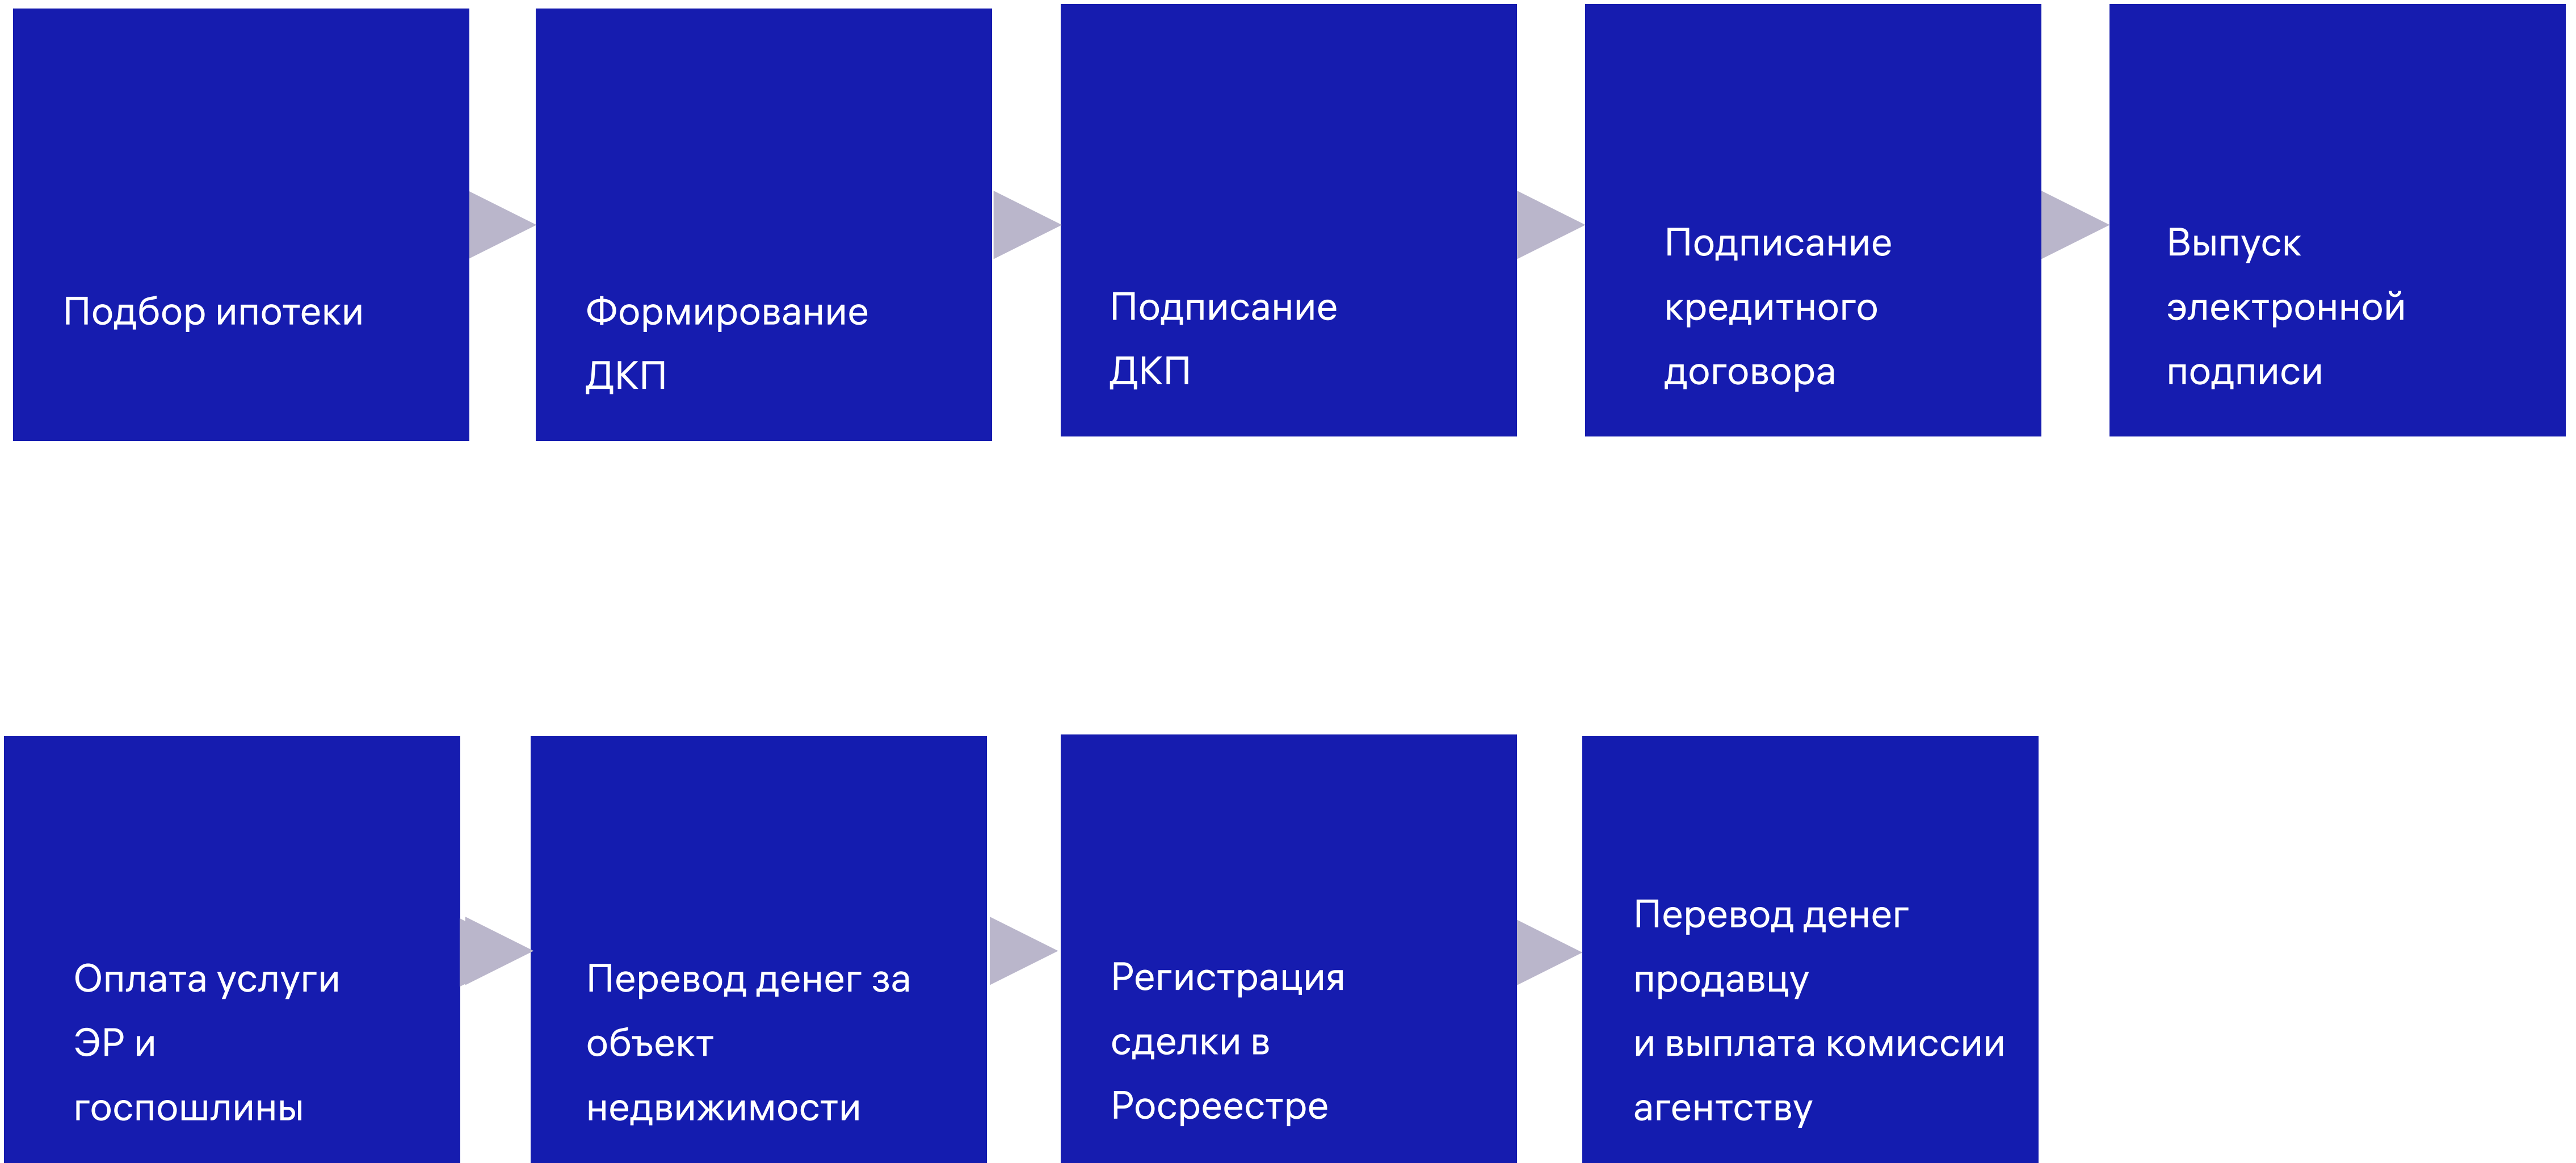 Подбор ипотеки
Формирование
ДКП
Подписание
ДКП
Подписание
кредитного
договора
Выпуск
электронной
подписи
Оплата услуги
ЭР и
госпошлины
Перевод денег за
объект
недвижимости
Регистрация
сделки в
Росреестре
Перевод денег
продавцу
и выплата комиссии
агентству